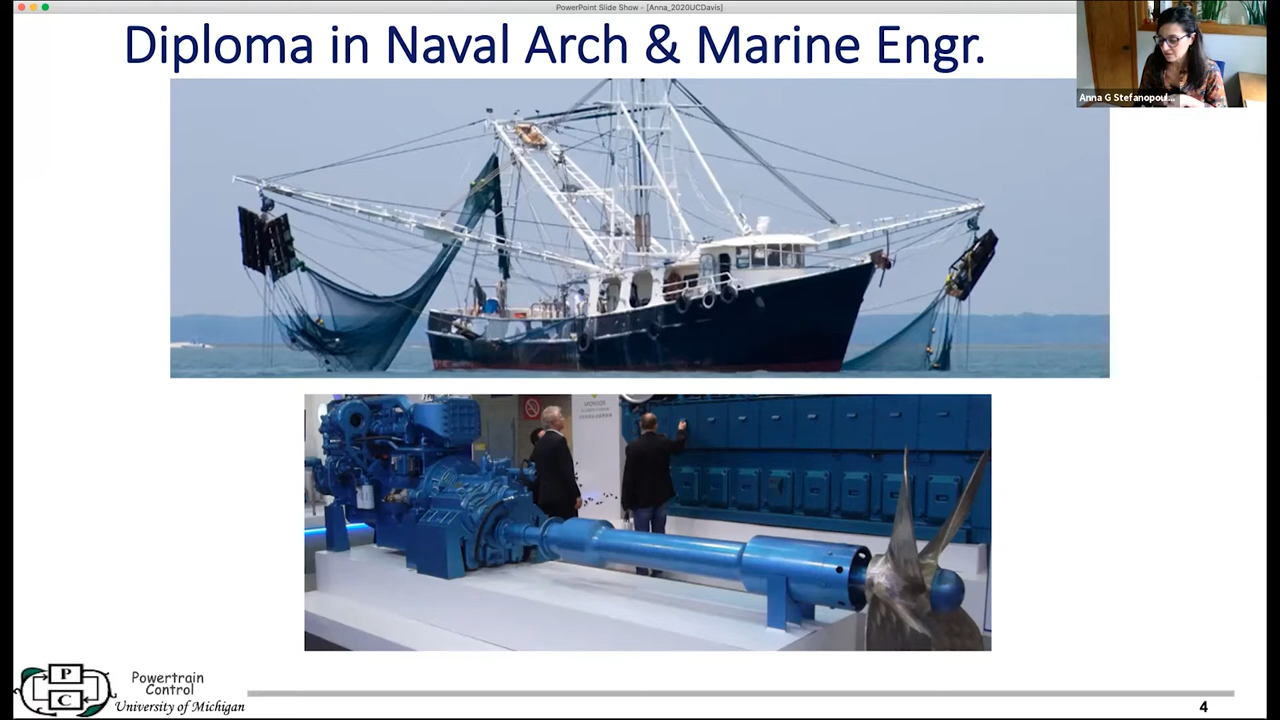 PowerPoint Slide Show - [Anna_2020UCDavis]
Diploma in Naval Arch & Marine Engr.
Anna G Stefanopoul...
P
C
Powertrain
Control
University of Michigan
4